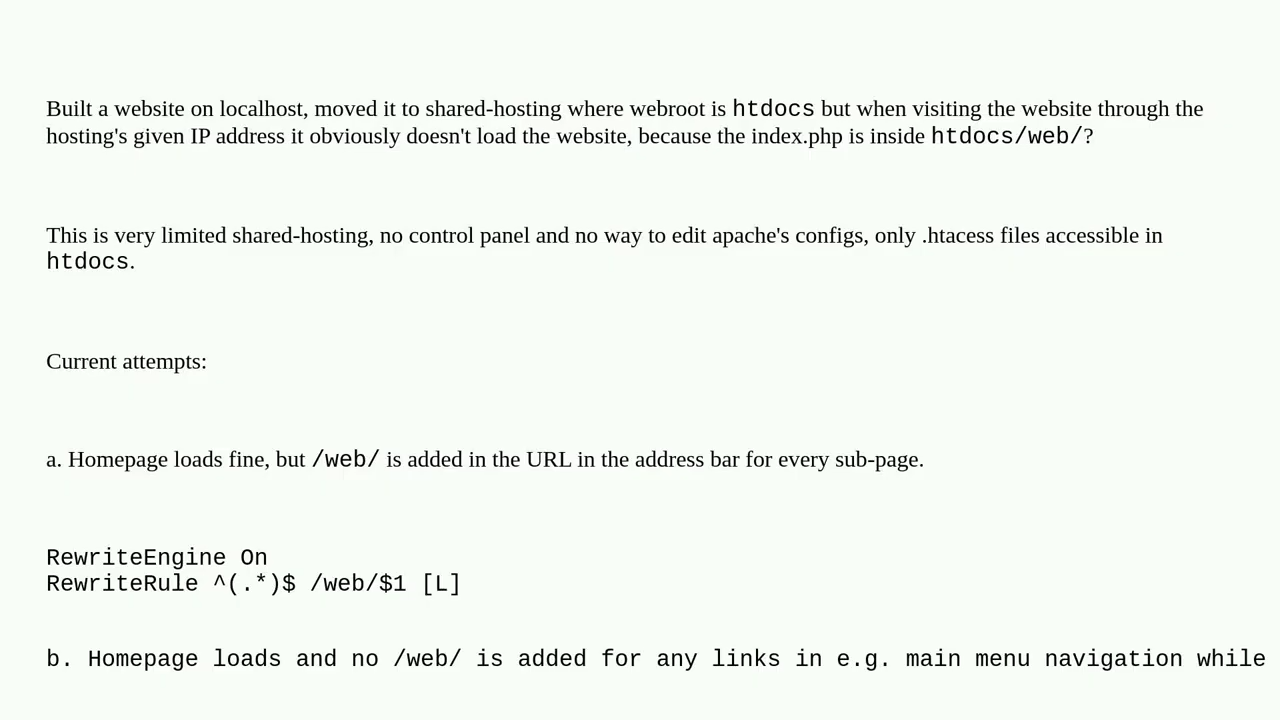 Built a website on localhost, moved it to shared-hosting where webroot is htdocs but when visiting the website through the
hosting's given IP address it obviously doesn't load the website, because the index.php is inside htdocs/web/?
This is very limited shared-hosting, no control panel and no way to edit apache's configs, only .htacess files accessible in
htdocs.
Current attempts:
a. Homepage loads fine, but /web/ is added in the URL in the address bar for every sub-page.
RewriteEngine On
RewriteRule ^(.*)$ /web/$1 [L]
b. Homepage loads and no /web/ is added for any links in e.g. main menu navigation while